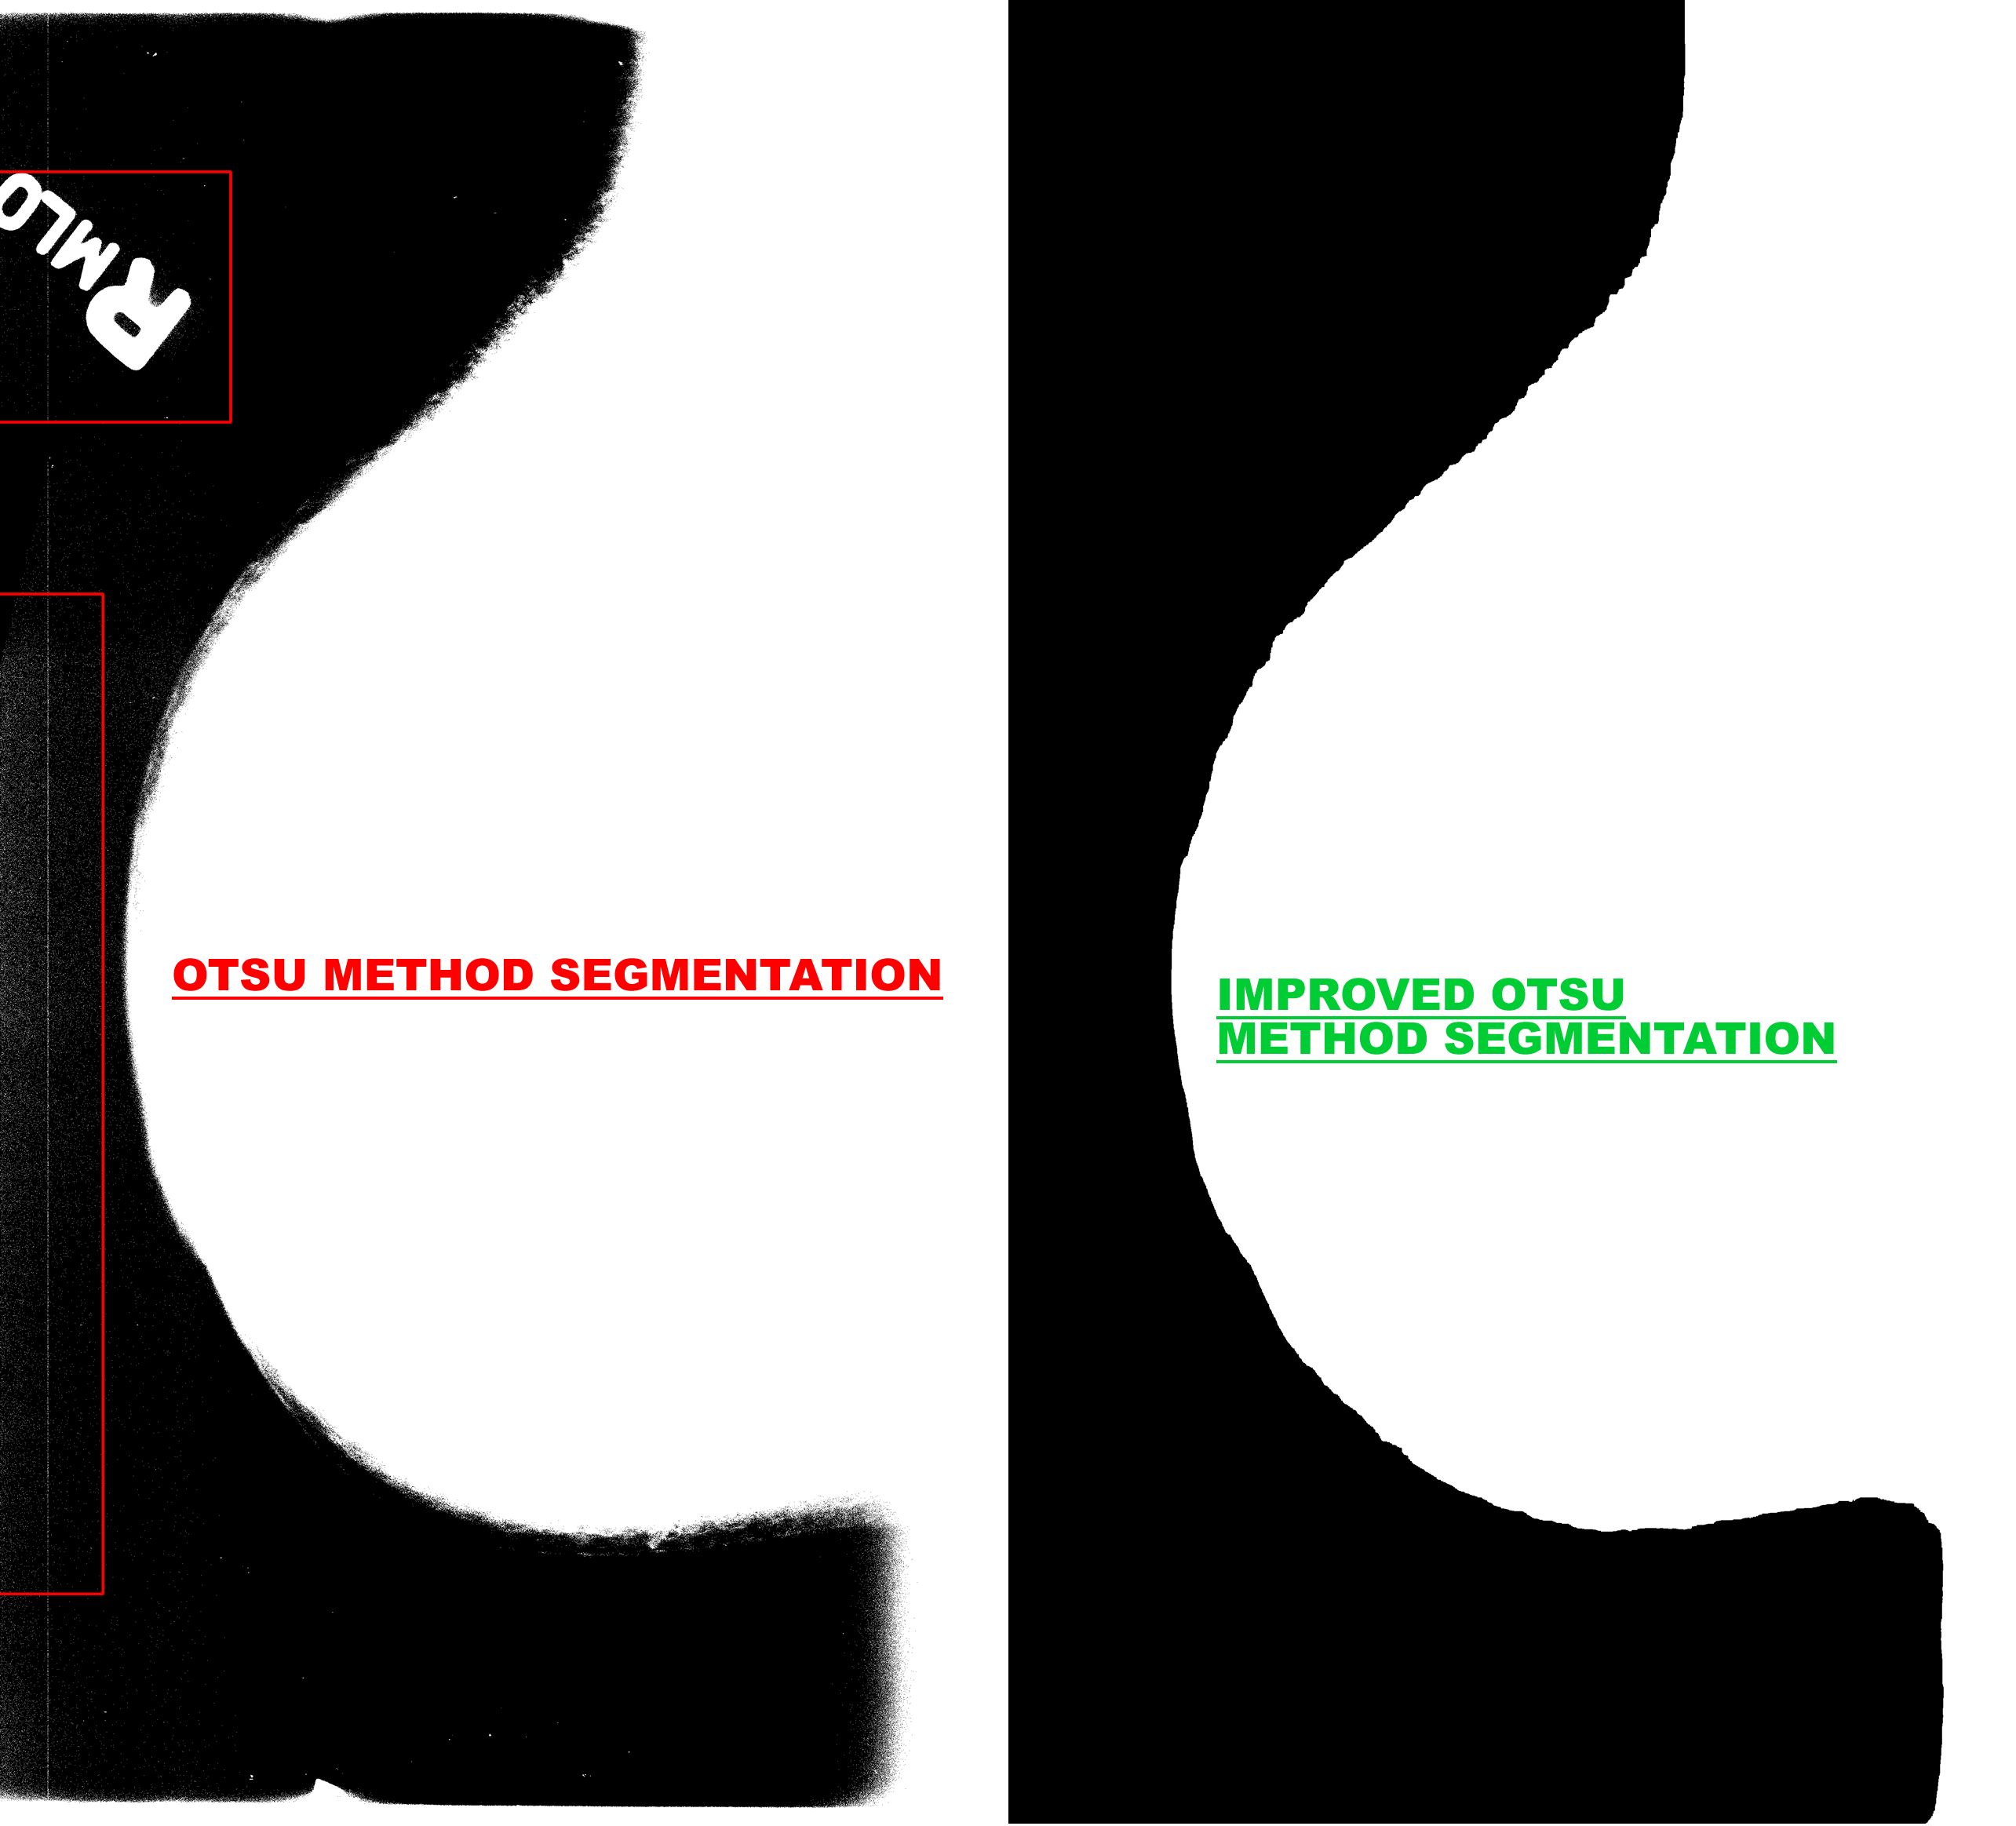 RMLO
OTSU METHOD SEGMENTATION
IMPROVED OTSU
METHOD SEGMENTATION